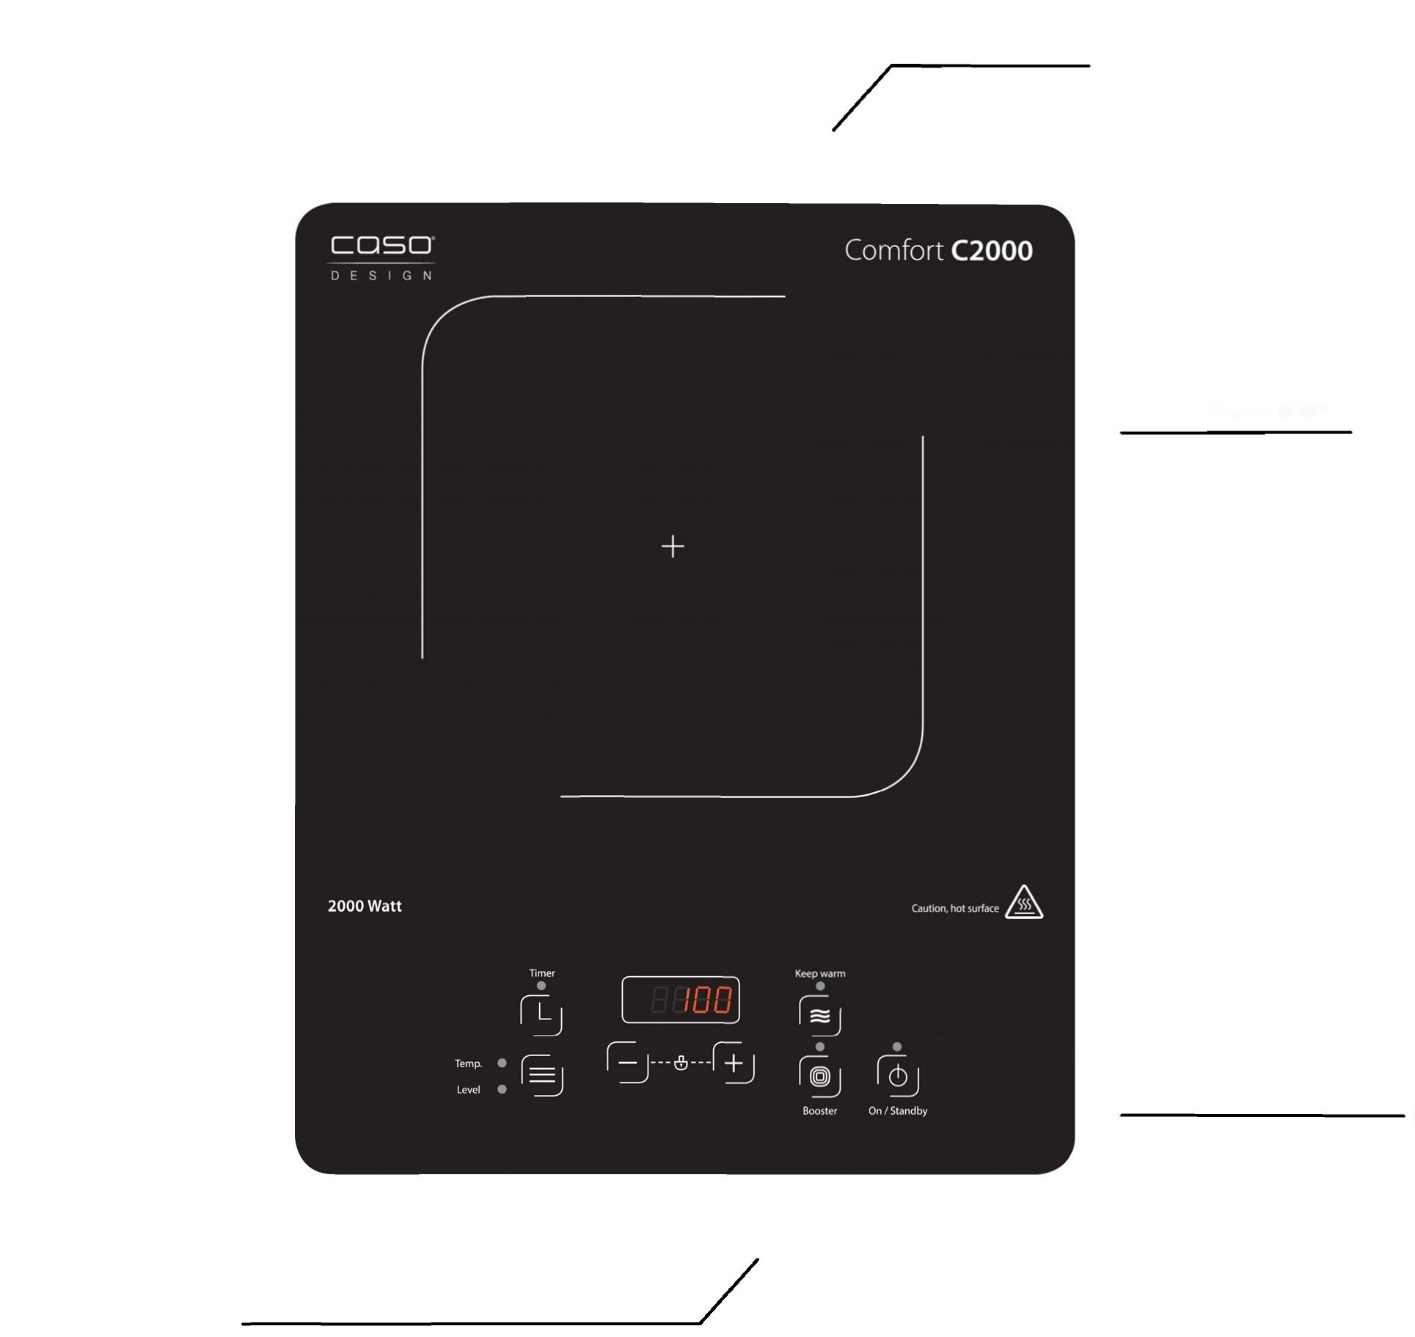 caso
DESIGN
Comfort C2000
2000 Watt
Caution, hot surface
Timer
100
Keep warm
Temp.
Level
Booster
On / Standby